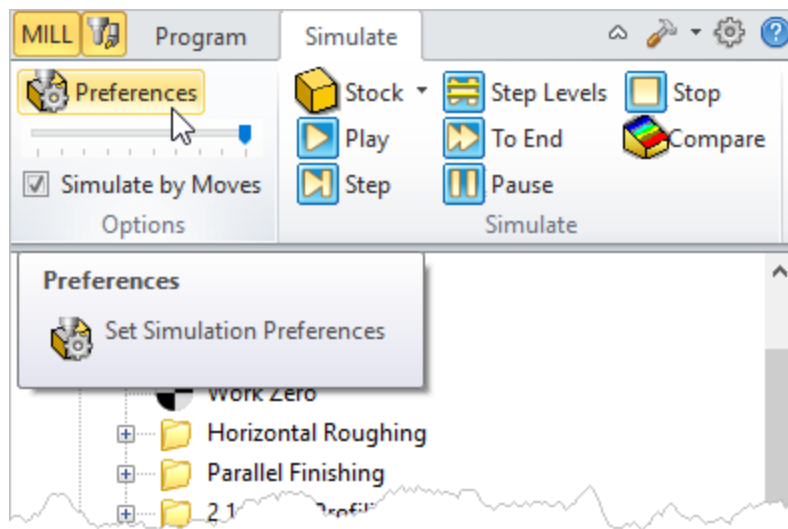 MILL Program Simulate
Preferences Stock Step Levels Stop
Play To End Compare
Simulate by Moves Step Pause
Options Simulate
Preferences
Set Simulation Preferences
Work Zero
Horizontal Roughing
Parallel Finishing